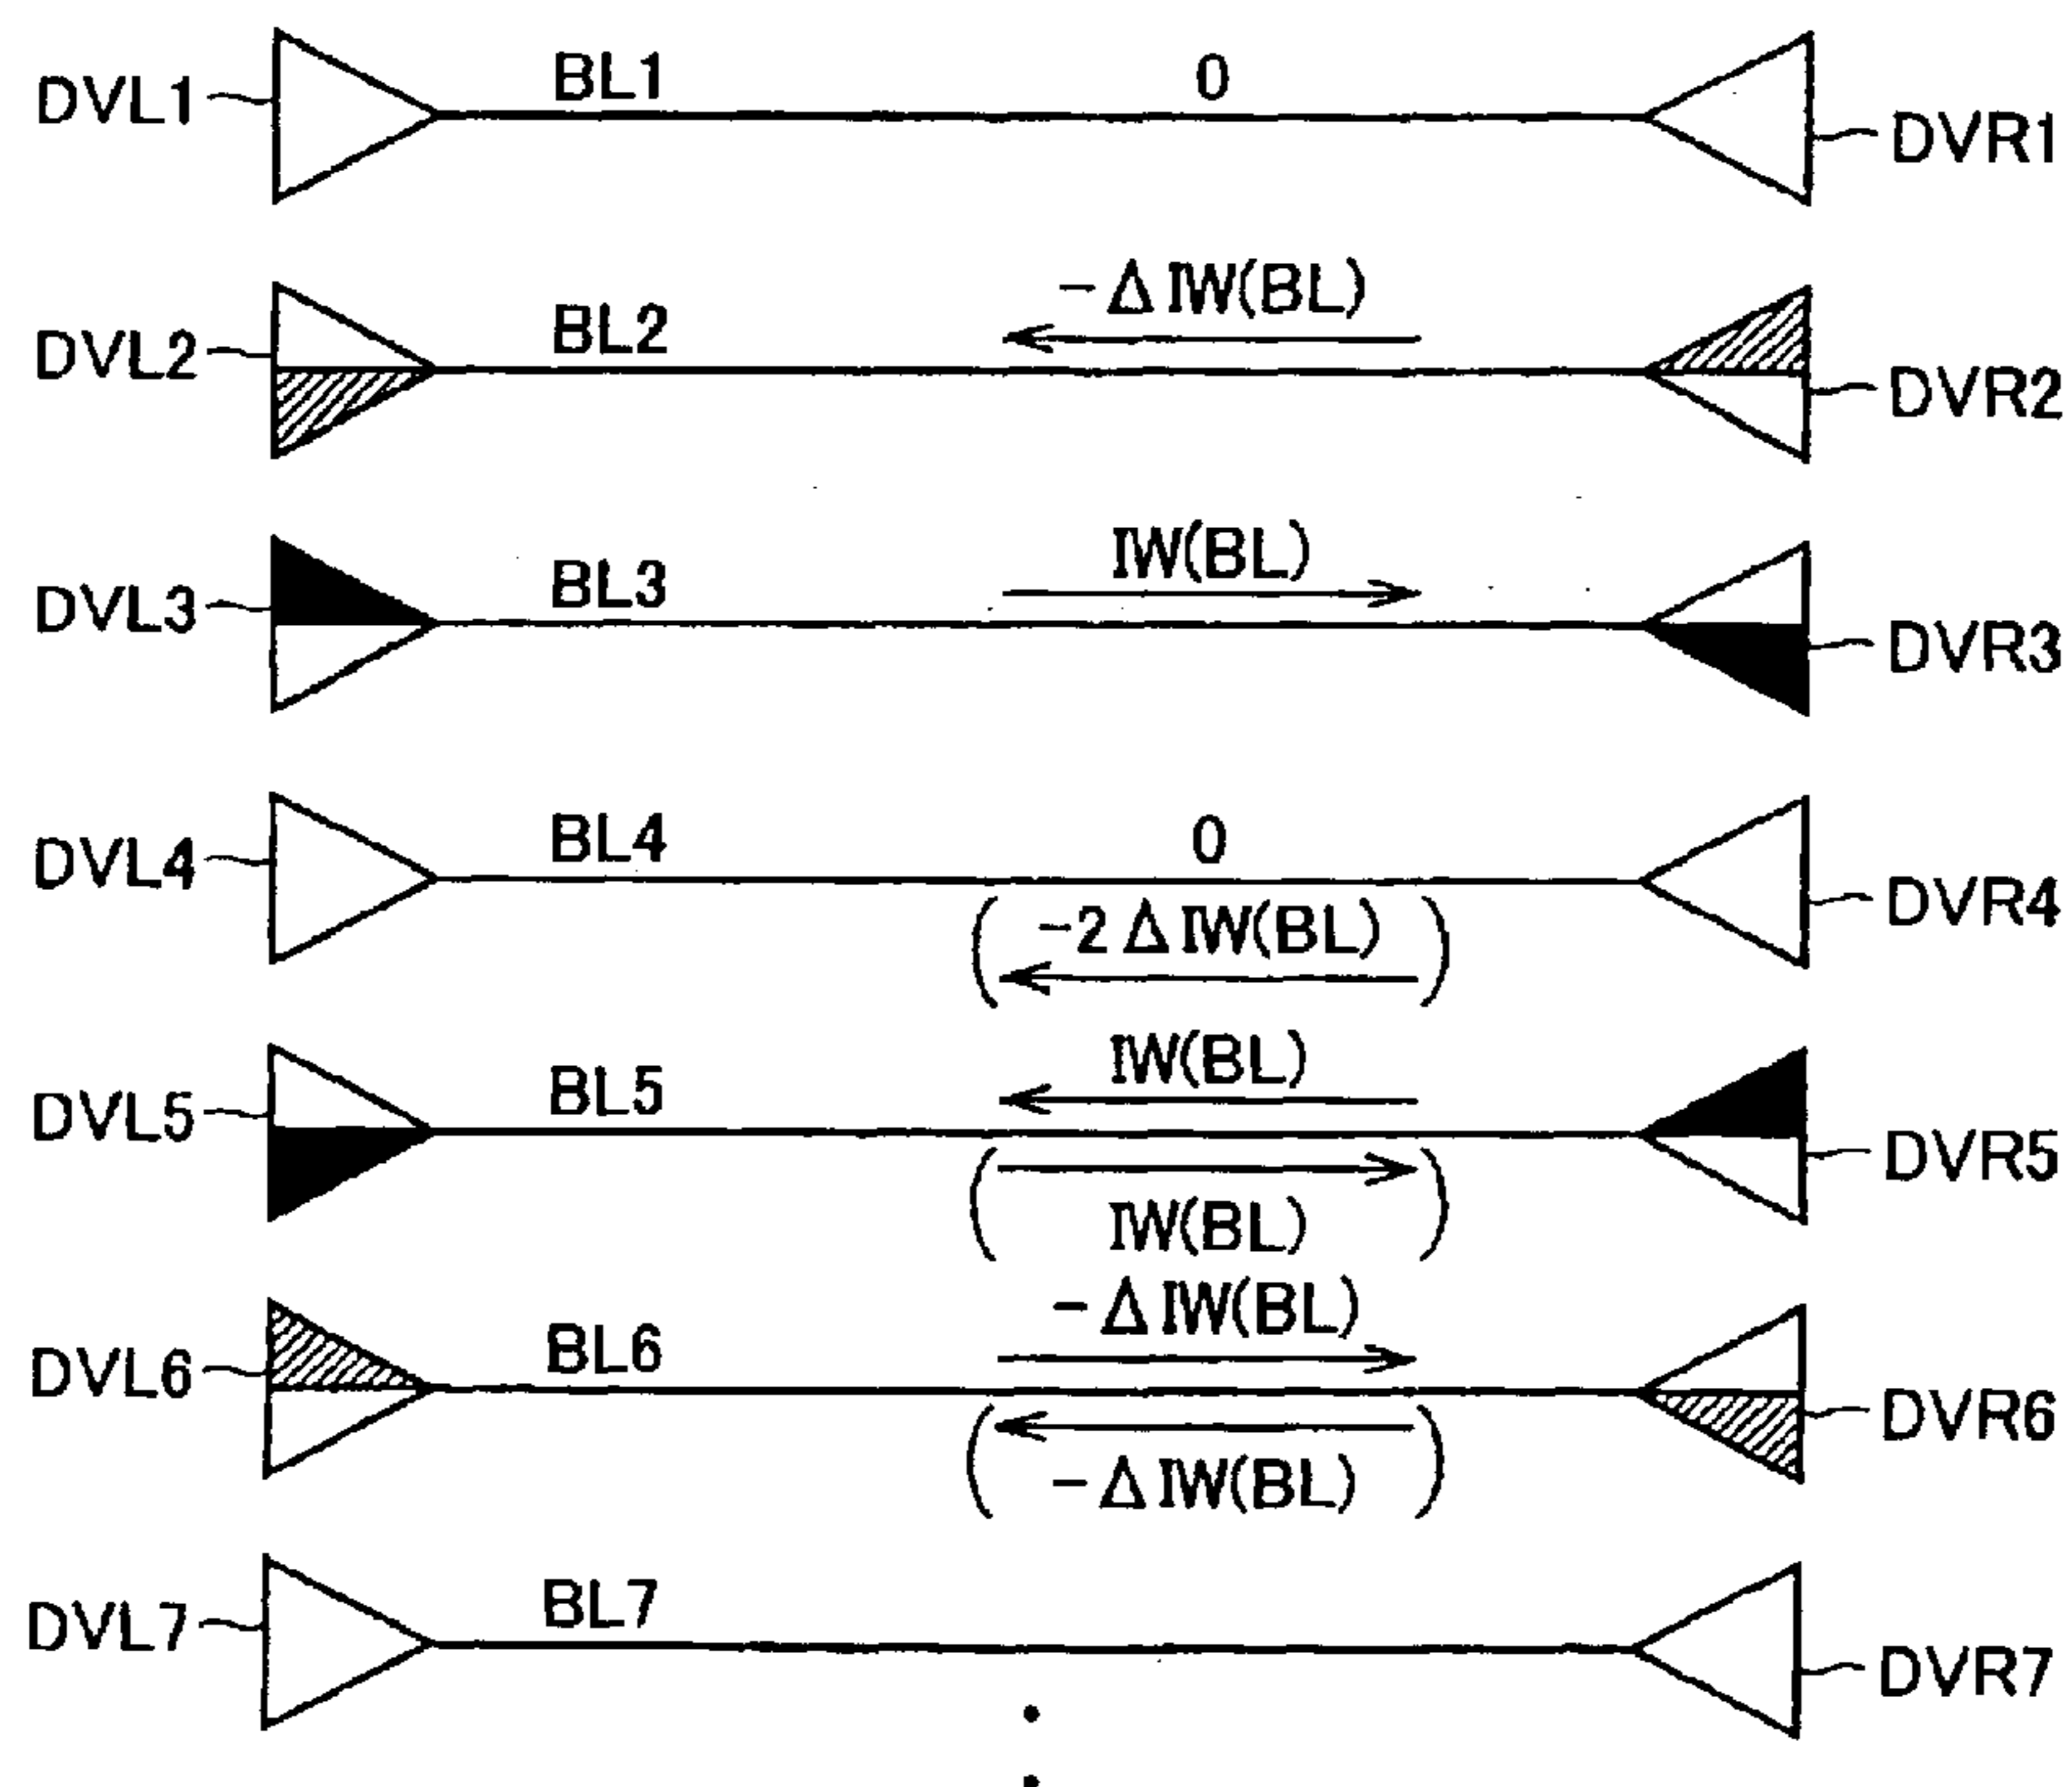 DVL1 BL1 0 DVR1
-ΔIW(BL)
DVL2 BL2 DVR2
IW(BL)
DVL3 BL3 DVR3
DVL4 BL4 0 DVR4
(-2ΔIW(BL))
IW(BL)
DVL5 BL5 DVR5
(IW(BL))
-ΔIW(BL)
DVL6 BL6 DVR6
(-ΔIW(BL))
DVL7 BL7 DVR7